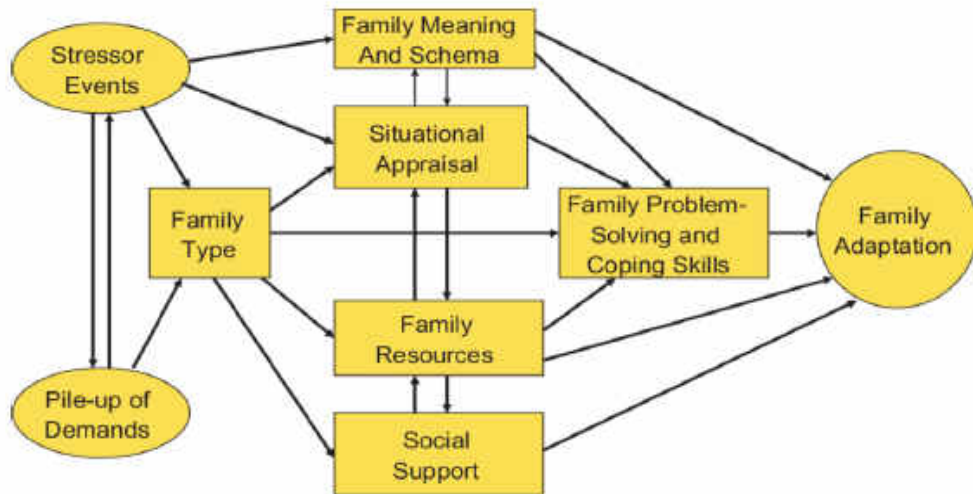 Stressor
Events
Family Meaning
And Schema
Situational
Appraisal
Family
Type
Family Problem-
Solving and
Coping Skills
Family
Adaptation
Family
Resources
Pile-up of
Demands
Social
Support